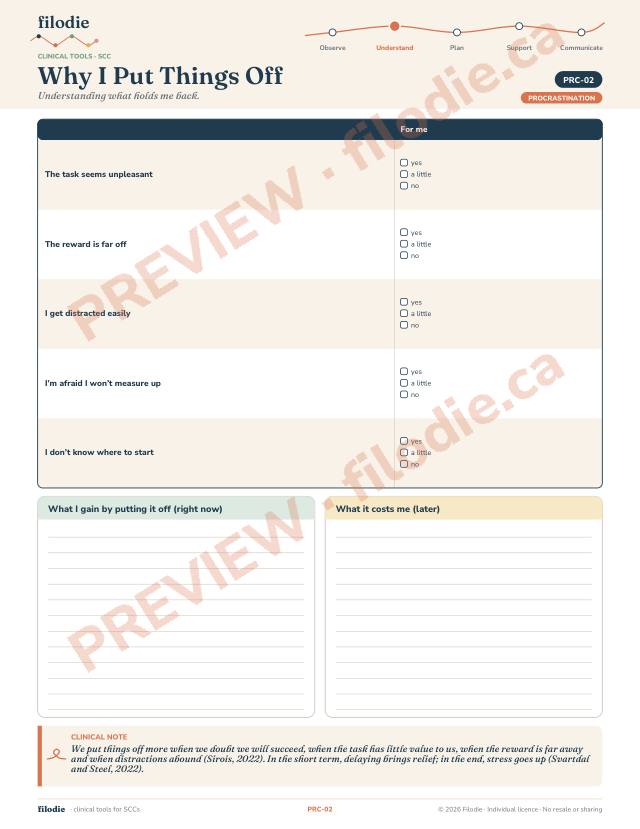 filodie
Observe Understand Plan Support Communicate
CLINICAL TOOLS · SCC
Why I Put Things Off
PRC-02
Understanding what holds me back.
PROCRASTINATION
For me
The task seems unpleasant
yes
a little
no
The reward is far off
yes
a little
no
I get distracted easily
yes
a little
no
I'm afraid I won't measure up
yes
a little
no
I don't know where to start
yes
a little
no
PREVIEW · filodie.ca
PREVIEW · filodie.ca
What I gain by putting it off (right now)
What it costs me (later)
CLINICAL NOTE
We put things off more when we doubt we will succeed, when the task has little value to us, when the reward is far away
and when distractions abound (Sirois, 2022). In the short term, delaying brings relief; in the end, stress goes up (Svartdal
and Steel, 2022).
filodie · clinical tools for SCCs
PRC-02
© 2026 Filodie · Individual licence · No resale or sharing